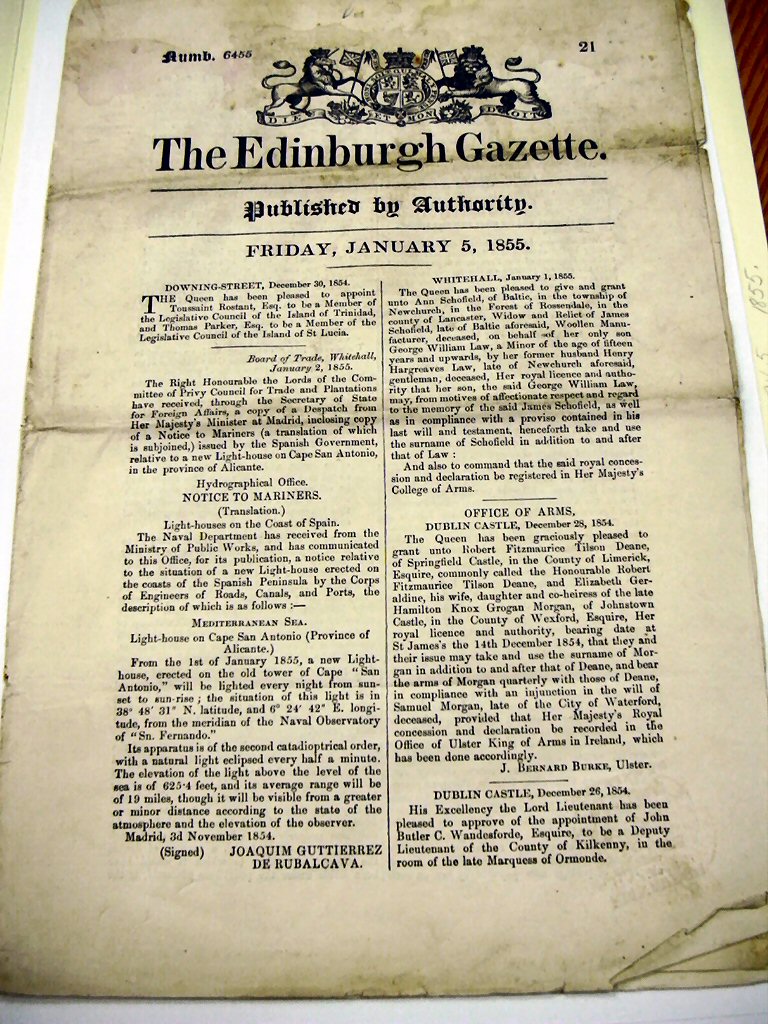 Numb. 6455
21
DIE ET MON DROIT
The Edinburgh Gazette.
Published by Authority.
FRIDAY, JANUARY 5, 1855.
DOWNING-STREET, December 30, 1854.
THE Queen has been pleased to appoint
Toussaint Rostant, Esq. to be a Member of
the Legislative Council of the Island of Trinidad,
and Thomas Parker, Esq. to be a Member of the
Legislative Council of the Island of St Lucia.
Board of Trade, Whitehall,
January 2, 1855.
The Right Honourable the Lords of the Com-
mittee of Privy Council for Trade and Plantations
have received, through the Secretary of State
for Foreign Affairs, a copy of a Despatch from
Her Majesty's Minister at Madrid, inclosing copy
of a Notice to Mariners (a translation of which
is subjoined,) issued by the Spanish Government,
relative to a new Light-house on Cape San Antonio,
in the province of Alicante.
Hydrographical Office.
NOTICE TO MARINERS.
(Translation.)
Light-houses on the Coast of Spain.
The Naval Department has received from the
Ministry of Public Works, and has communicated
to this Office, for its publication, a notice relative
to the situation of a new Light-house erected on
the coasts of the Spanish Peninsula by the Corps
of Engineers of Roads, Canals, and Ports, the
description of which is as follows :—
MEDITERRANEAN SEA.
Light-house on Cape San Antonio (Province of
Alicante.)
From the 1st of January 1855, a new Light-
house, erected on the old tower of Cape "San
Antonio," will be lighted every night from sun-
set to sun-rise ; the situation of this light is in
38° 48′ 31″ N. latitude, and 6° 24′ 42″ E. longi-
tude, from the meridian of the Naval Observatory
of "Sn. Fernando."
Its apparatus is of the second catadioptrical order,
with a natural light eclipsed every half a minute.
The elevation of the light above the level of the
sea is of 625·4 feet, and its average range will be
of 19 miles, though it will be visible from a greater
or minor distance according to the state of the
atmosphere and the elevation of the observer.
Madrid, 3d November 1854.
(Signed) JOAQUIM GUTTIERREZ
DE RUBALCAVA.
WHITEHALL, January 1, 1855.
The Queen has been pleased to give and grant
unto Ann Schofield, of Baltic, in the township of
Newchurch, in the Forest of Rossendale, in the
county of Lancaster, Widow and Relict of James
Schofield, late of Baltic aforesaid, Woollen Manu-
facturer, deceased, on behalf of her only son
George William Law, a Minor of the age of fifteen
years and upwards, by her former husband Henry
Hargreaves Law, late of Newchurch aforesaid,
gentleman, deceased, Her royal licence and autho-
rity that her son, the said George William Law,
may, from motives of affectionate respect and regard
to the memory of the said James Schofield, as well
as in compliance with a proviso contained in his
last will and testament, henceforth take and use
the surname of Schofield in addition to and after
that of Law :
And also to command that the said royal conces-
sion and declaration be registered in Her Majesty's
College of Arms.
OFFICE OF ARMS,
DUBLIN CASTLE, December 28, 1854.
The Queen has been graciously pleased to
grant unto Robert Fitzmaurice Tilson Deane,
of Springfield Castle, in the County of Limerick,
Esquire, commonly called the Honourable Robert
Fitzmaurice Tilson Deane, and Elizabeth Ger-
aldine, his wife, daughter and co-heiress of the late
Hamilton Knox Grogan Morgan, of Johnstown
Castle, in the County of Wexford, Esquire, Her
royal licence and authority, bearing date at
St James's the 14th December 1854, that they and
their issue may take and use the surname of Mor-
gan in addition to and after that of Deane, and bear
the arms of Morgan quarterly with those of Deane,
in compliance with an injunction in the will of
Samuel Morgan, late of the City of Waterford,
deceased, provided that Her Majesty's Royal
concession and declaration be recorded in the
Office of Ulster King of Arms in Ireland, which
has been done accordingly.
J. BERNARD BURKE, Ulster.
DUBLIN CASTLE, December 26, 1854.
His Excellency the Lord Lieutenant has been
pleased to approve of the appointment of John
Butler C. Wandesforde, Esquire, to be a Deputy
Lieutenant of the County of Kilkenny, in the
room of the late Marquess of Ormonde.
855.